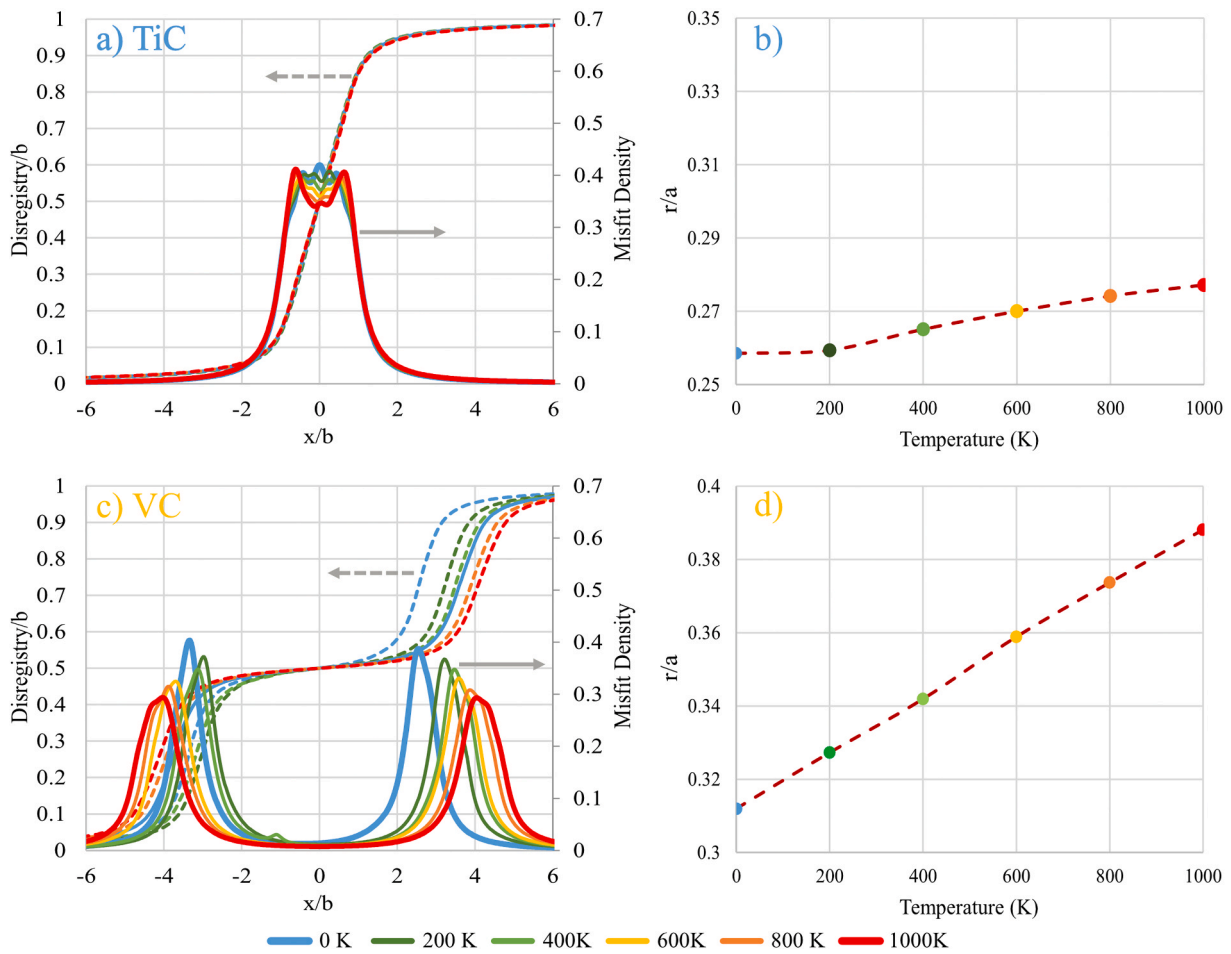 a) TiC
Disregistry/b
1
0.9
0.8
0.7
0.6
0.5
0.4
0.3
0.2
0.1
0
0.7
0.6
0.5
0.4
0.3
0.2
0.1
0
Misfit Density
-6 -4 -2 0 2 4 6
x/b
b)
r/a
0.35
0.33
0.31
0.29
0.27
0.25
0 200 400 600 800 1000
Temperature (K)
c) VC
Disregistry/b
1
0.9
0.8
0.7
0.6
0.5
0.4
0.3
0.2
0.1
0
0.7
0.6
0.5
0.4
0.3
0.2
0.1
0
Misfit Density
-6 -4 -2 0 2 4 6
x/b
d)
r/a
0.4
0.38
0.36
0.34
0.32
0.3
0 200 400 600 800 1000
Temperature (K)
0 K 200 K 400K 600K 800 K 1000K